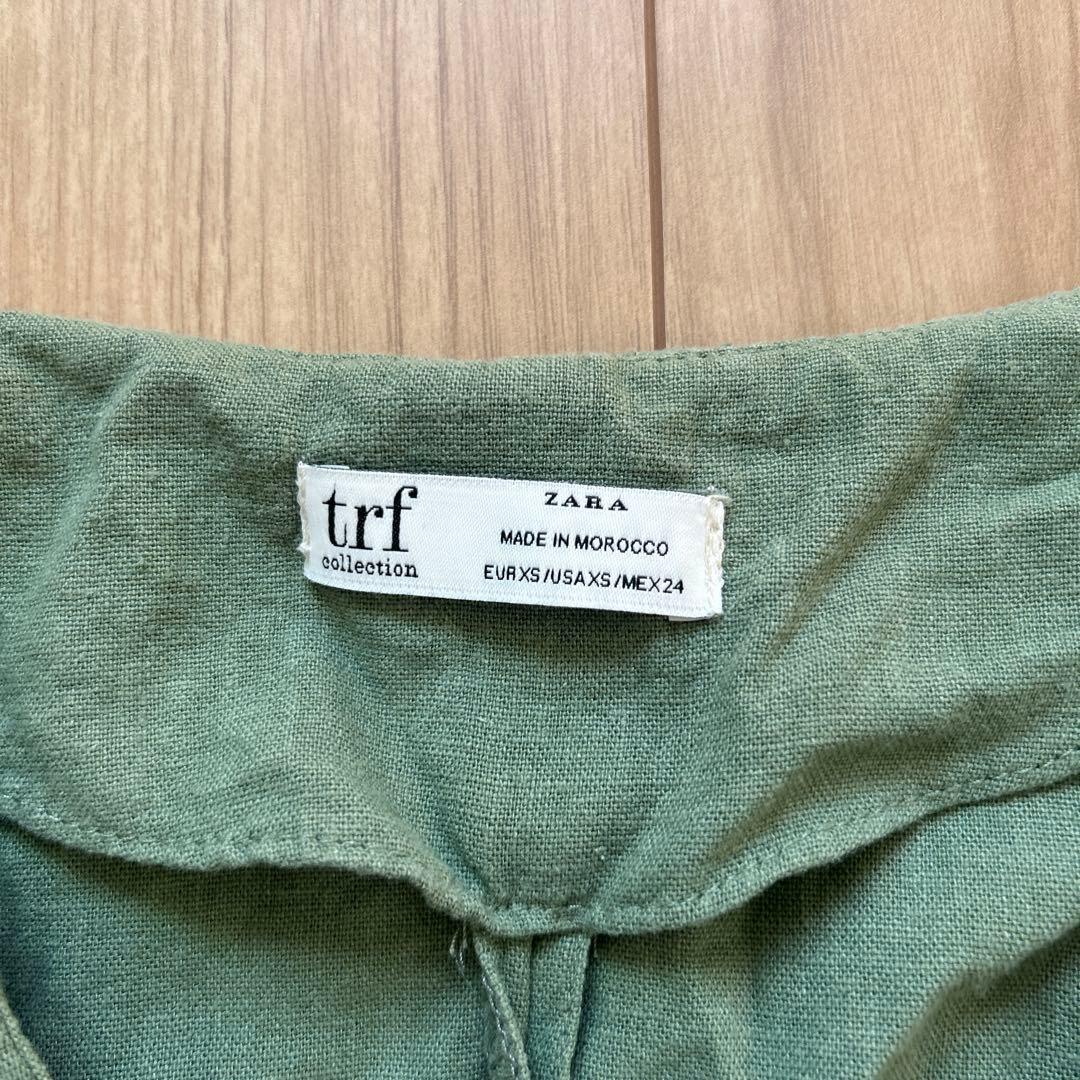 trf
collection
ZARA
MADE IN MOROCCO
EUR XS/USA XS/MEX 24